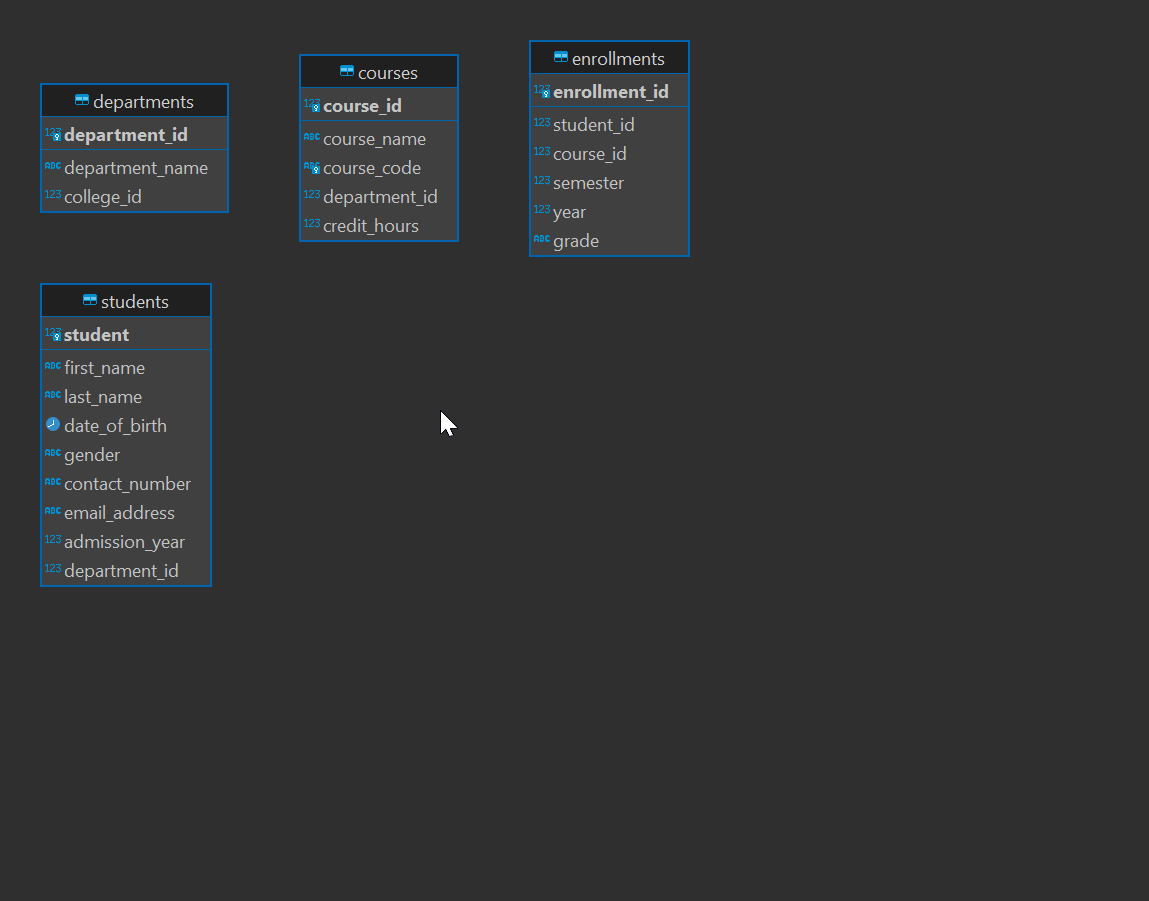 departments
123 department_id
ABC department_name
123 college_id
courses
123 course_id
ABC course_name
ABC course_code
123 department_id
123 credit_hours
enrollments
123 enrollment_id
123 student_id
123 course_id
123 semester
123 year
ABC grade
students
123 student
ABC first_name
ABC last_name
date_of_birth
ABC gender
ABC contact_number
ABC email_address
123 admission_year
123 department_id